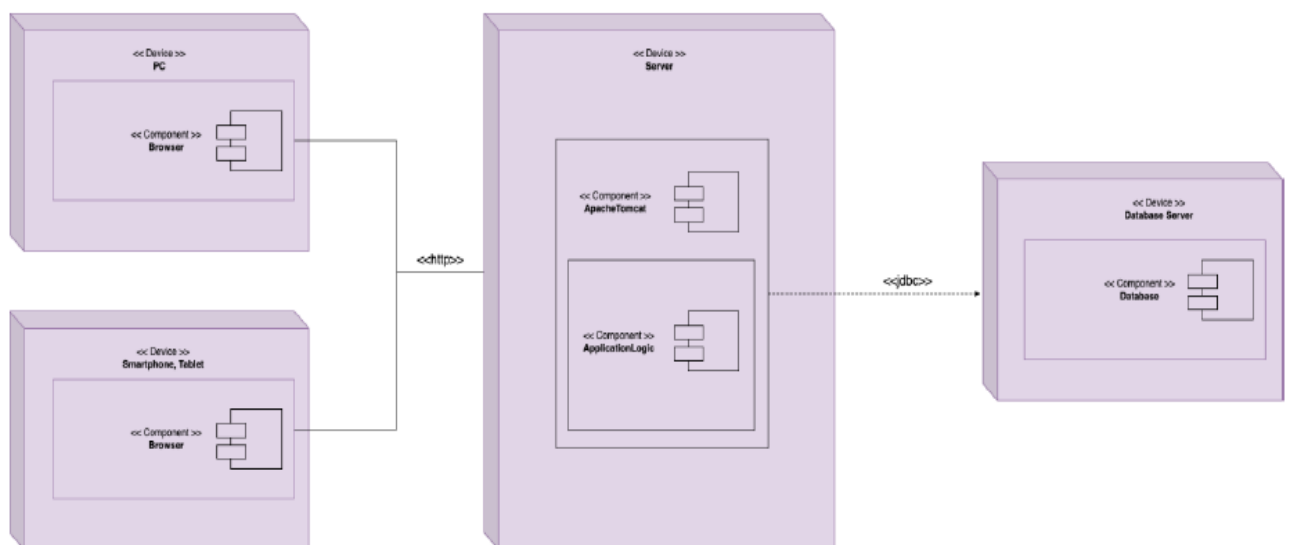 << Device >>
PC
<< Component >>
Browser
<< Device >>
Smartphone, Tablet
<< Component >>
Browser
<<http>>
<< Device >>
Server
<< Component >>
ApacheTomcat
<< Component >>
ApplicationLogic
<<jdbc>>
<< Device >>
Database Server
<< Component >>
Database